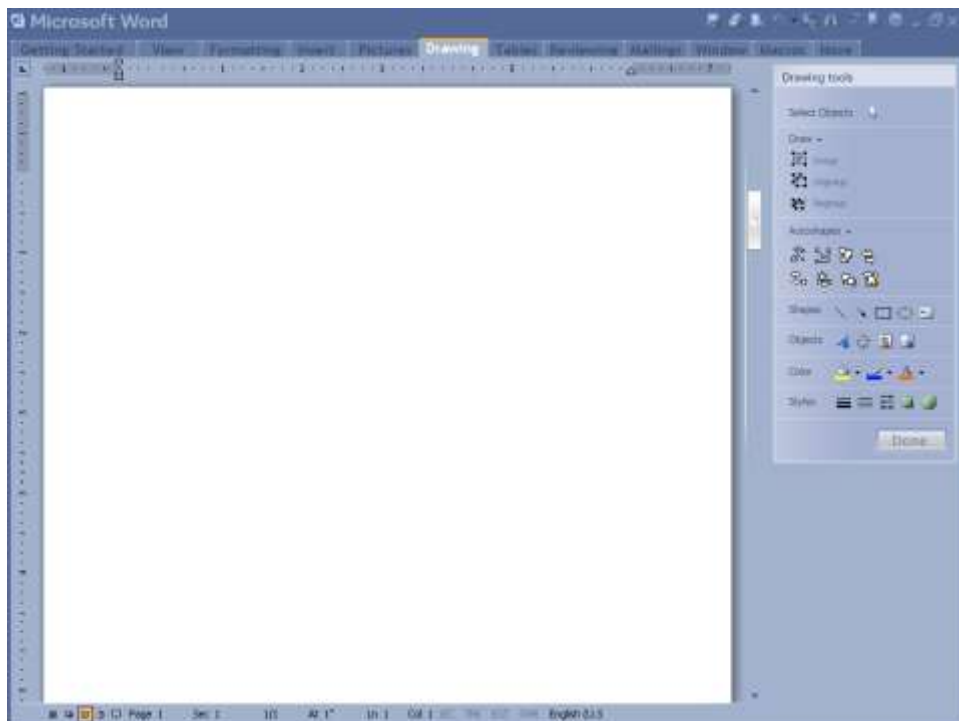 Microsoft Word
Getting Started View Formatting Insert Pictures Drawing Tables Reviewing Mailings Window Macros
Drawing tools
Select Objects
Draw
Group
Ungroup
Regroup
Autoshapes
Shapes
Objects
Color
Styles
Done
Page 1 Sec 1 1/1 At 1" Ln 1 Col 1 English (U.S